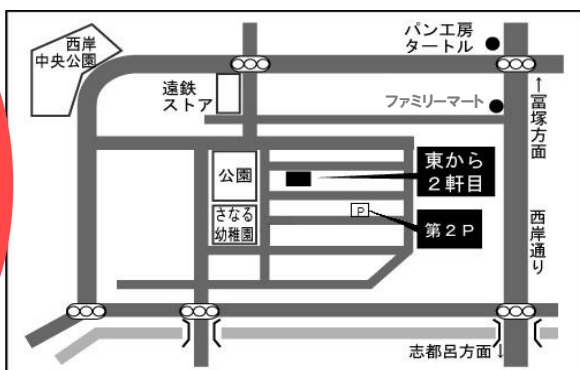 西岸
中央公園
パン工房
タートル
遠鉄
ストア
ファミリーマート
↑冨塚方面
公園
東から
2軒目
さなる
幼稚園
P
第2P
西岸通り
志都呂方面↓